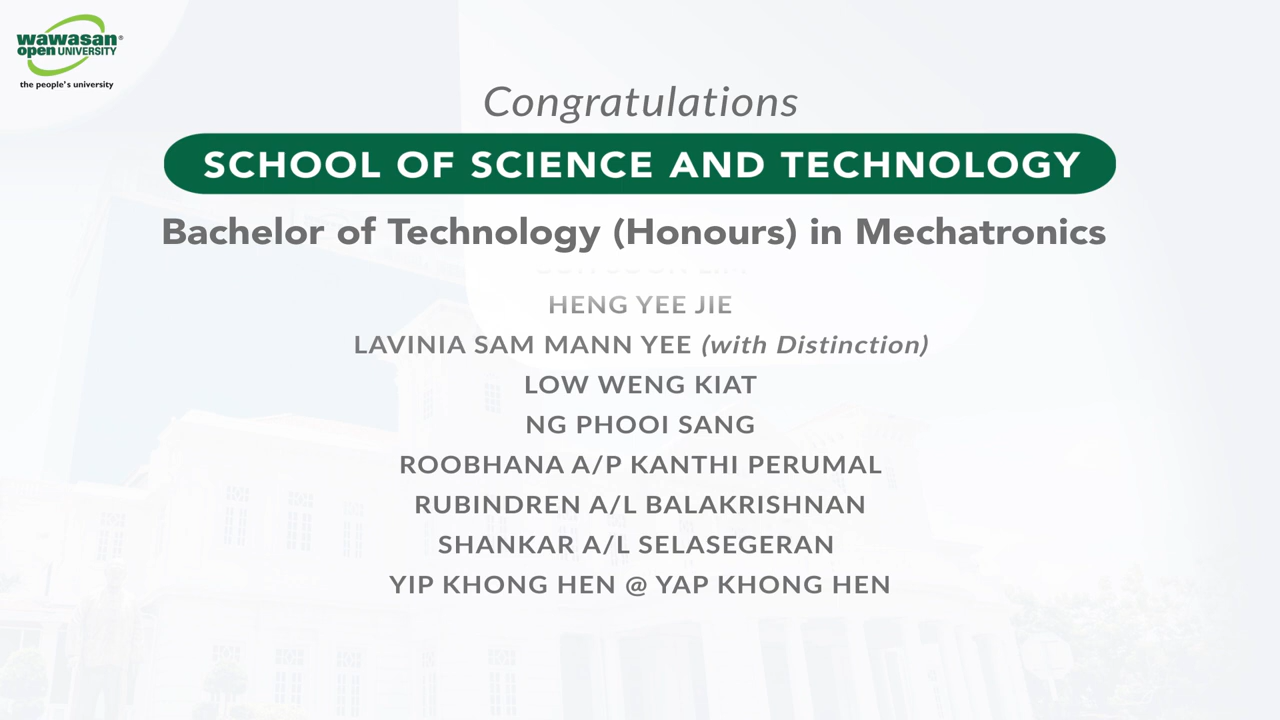 wawasan
open UNIVERSITY
the people's university
Congratulations
SCHOOL OF SCIENCE AND TECHNOLOGY
Bachelor of Technology (Honours) in Mechatronics
HENG YEE JIE
LAVINIA SAM MANN YEE (with Distinction)
LOW WENG KIAT
NG PHOOI SANG
ROOBHANA A/P KANTHI PERUMAL
RUBINDREN A/L BALAKRISHNAN
SHANKAR A/L SELASEGERAN
YIP KHONG HEN @ YAP KHONG HEN